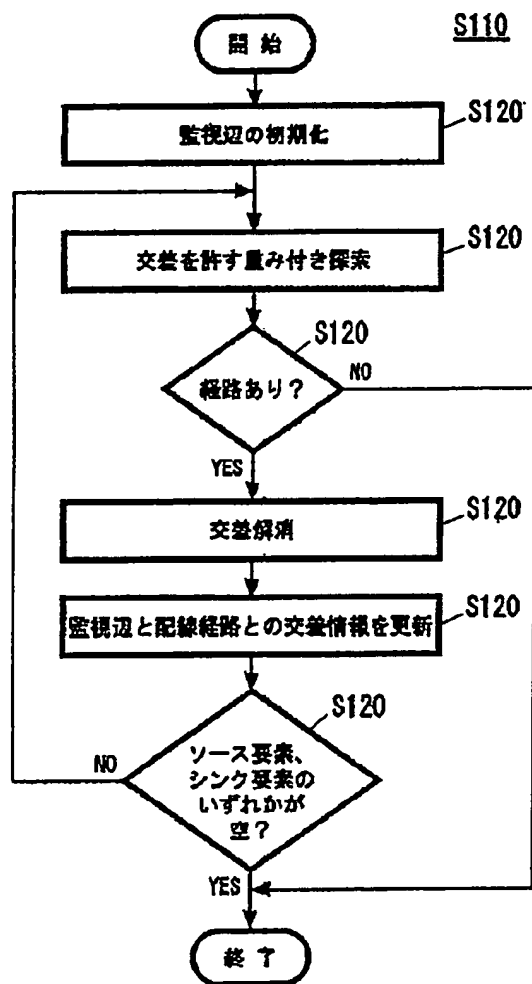 S110
開始
S120
監視辺の初期化
S120
交差を許す重み付き探索
S120
経路あり？
NO
YES
S120
交差解消
S120
監視辺と配線経路との交差情報を更新
S120
ソース要素、
シンク要素の
いずれかが
空？
NO
YES
終了